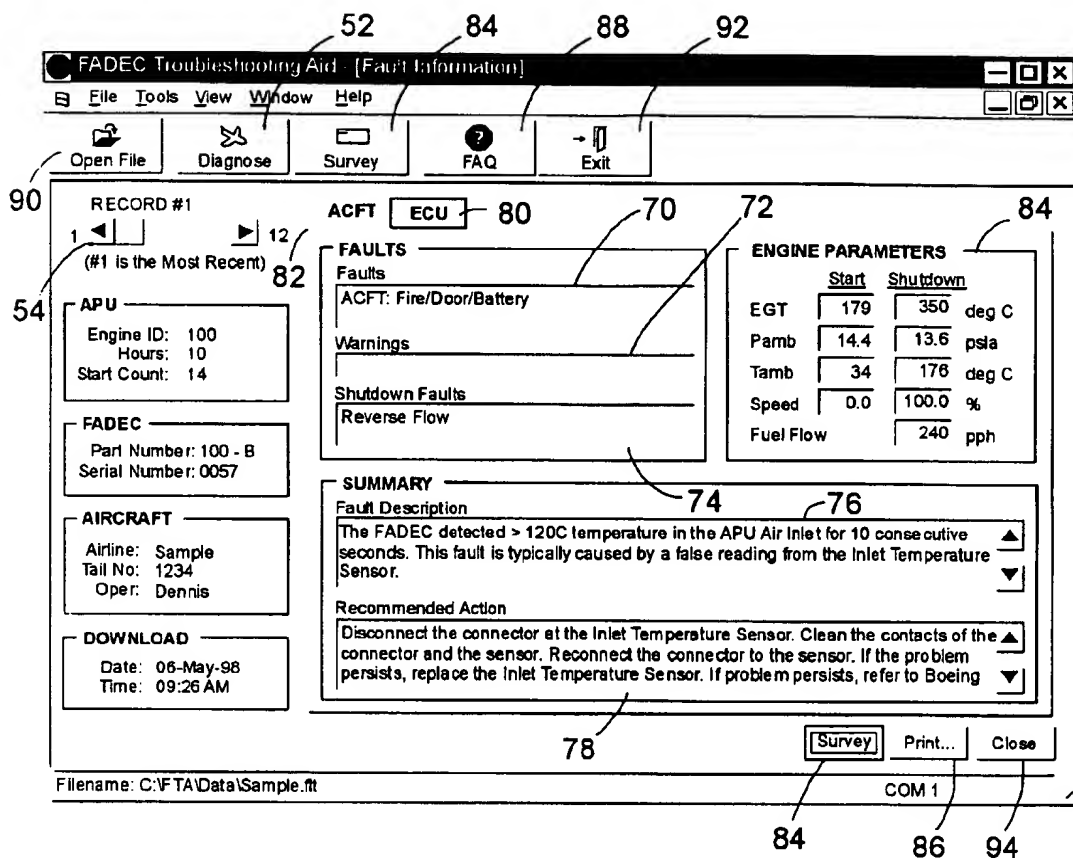 52 84 88 92
FADEC Troubleshooting Aid - [Fault Information]
File Tools View Window Help
Open File Diagnose Survey FAQ Exit
90
RECORD #1
1 12
(#1 is the Most Recent)
54
82
ACFT ECU 80 70 72 84
APU
Engine ID: 100
Hours: 10
Start Count: 14
FADEC
Part Number: 100 - B
Serial Number: 0057
AIRCRAFT
Airline: Sample
Tail No: 1234
Oper: Dennis
DOWNLOAD
Date: 06-May-98
Time: 09:26 AM
FAULTS
Faults
ACFT: Fire/Door/Battery
Warnings
Shutdown Faults
Reverse Flow
74
ENGINE PARAMETERS
Start Shutdown
EGT 179 350 deg C
Pamb 14.4 13.6 psia
Tamb 34 176 deg C
Speed 0.0 100.0 %
Fuel Flow 240 pph
SUMMARY
76
Fault Description
The FADEC detected > 120C temperature in the APU Air Inlet for 10 consecutive
seconds. This fault is typically caused by a false reading from the Inlet Temperature
Sensor.
Recommended Action
Disconnect the connector at the Inlet Temperature Sensor. Clean the contacts of the
connector and the sensor. Reconnect the connector to the sensor. If the problem
persists, replace the Inlet Temperature Sensor. If problem persists, refer to Boeing
78
Survey Print... Close
Filename: C:\FTA\Data\Sample.flt COM 1
84 86 94